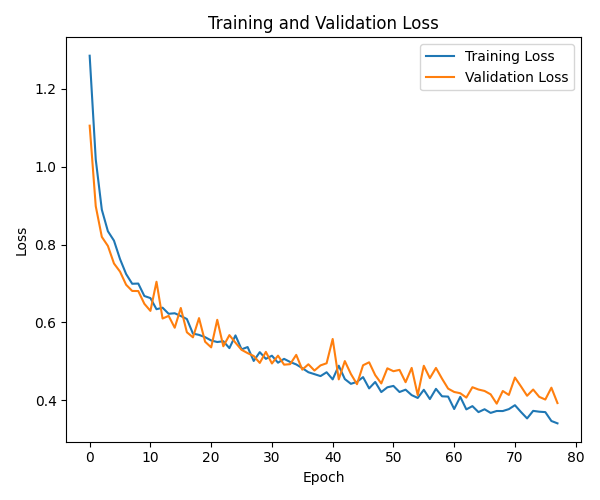 Training and Validation Loss
Training Loss
Validation Loss
Loss
1.2
1.0
0.8
0.6
0.4
0 10 20 30 40 50 60 70 80
Epoch